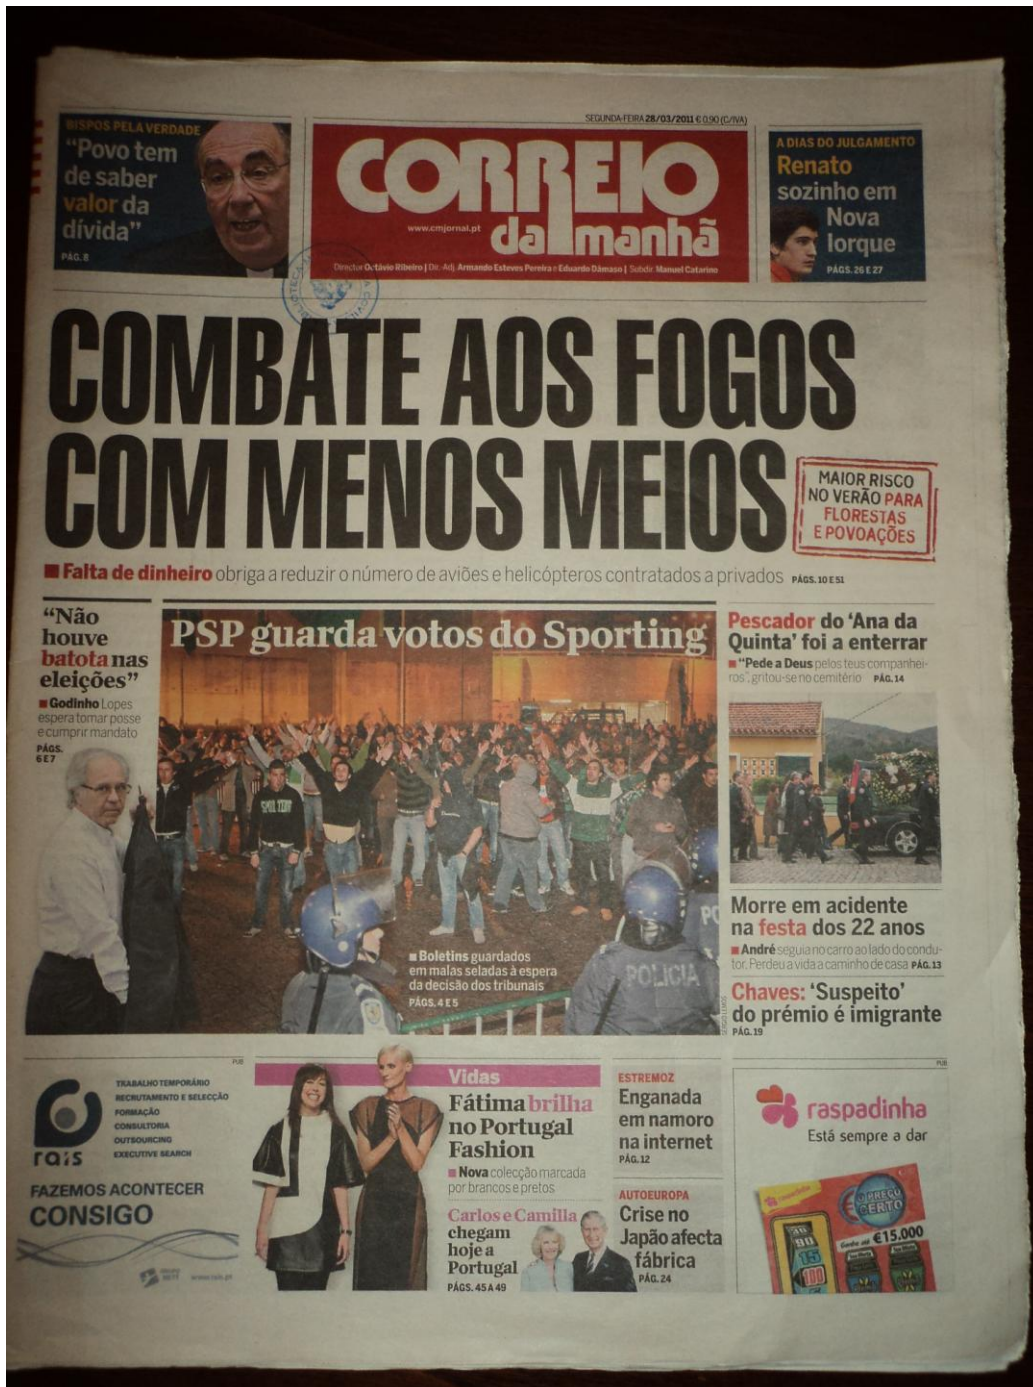 SEGUNDA-FEIRA 28/03/2011 € 0,90 (C/IVA)
BISPOS PELA VERDADE
“Povo tem
de saber
valor da
dívida”
PÁG. 8
CORREIO
da manhã
www.cmjornal.pt
Director Octávio Ribeiro | Dir.-Adj. Armando Esteves Pereira e Eduardo Dâmaso | Subdir. Manuel Catarino
A DIAS DO JULGAMENTO
Renato
sozinho em
Nova
Iorque
PÁGS. 26 E 27
COMBATE AOS FOGOS
COM MENOS MEIOS
MAIOR RISCO
NO VERÃO PARA
FLORESTAS
E POVOAÇÕES
Falta de dinheiro obriga a reduzir o número de aviões e helicópteros contratados a privados PÁGS. 10 E 51
“Não
houve
batota nas
eleições”
Godinho Lopes
espera tomar posse
e cumprir mandato
PÁGS.
6 E 7
PSP guarda votos do Sporting
Boletins guardados
em malas seladas à espera
da decisão dos tribunais
PÁGS. 4 E 5
POLÍCIA
PO
Pescador do ‘Ana da
Quinta’ foi a enterrar
“Pede a Deus pelos teus companhei-
ros”, gritou-se no cemitério PÁG. 14
Morre em acidente
na festa dos 22 anos
André seguia no carro ao lado do condu-
tor. Perdeu a vida a caminho de casa PÁG. 13
Chaves: ‘Suspeito’
do prémio é imigrante
PÁG. 19
PUB
rais
TRABALHO TEMPORÁRIO
RECRUTAMENTO E SELECÇÃO
FORMAÇÃO
CONSULTORIA
OUTSOURCING
EXECUTIVE SEARCH
FAZEMOS ACONTECER
CONSIGO
www.rais.pt
Vidas
Fátima brilha
no Portugal
Fashion
Nova colecção marcada
por brancos e pretos
Carlos e Camilla
chegam
hoje a
Portugal
PÁGS. 45 A 49
ESTREMOZ
Enganada
em namoro
na internet
PÁG. 12
AUTOEUROPA
Crise no
Japão afecta
fábrica
PÁG. 24
PUB
raspadinha
Está sempre a dar
O PREÇO
CERTO
Ganhe até €15.000